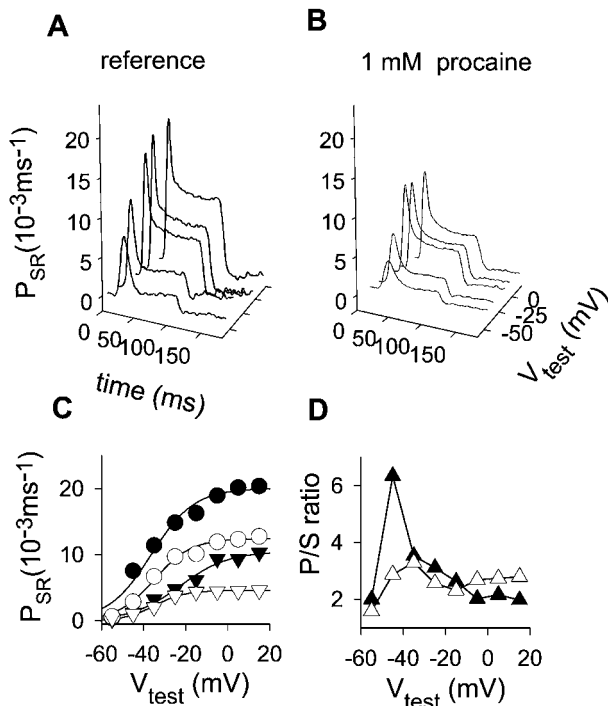 A
B
reference
1 mM procaine
P_SR(10⁻³ms⁻¹)
20
15
10
5
0
0
50
100
150
time (ms)
20
15
10
5
0
0
50
100
150
0
-25
-50
V_test (mV)
C
D
P_SR(10⁻³ms⁻¹)
20
10
0
-60 -40 -20 0 20
V_test (mV)
P/S ratio
6
4
2
-60 -40 -20 0 20
V_test (mV)